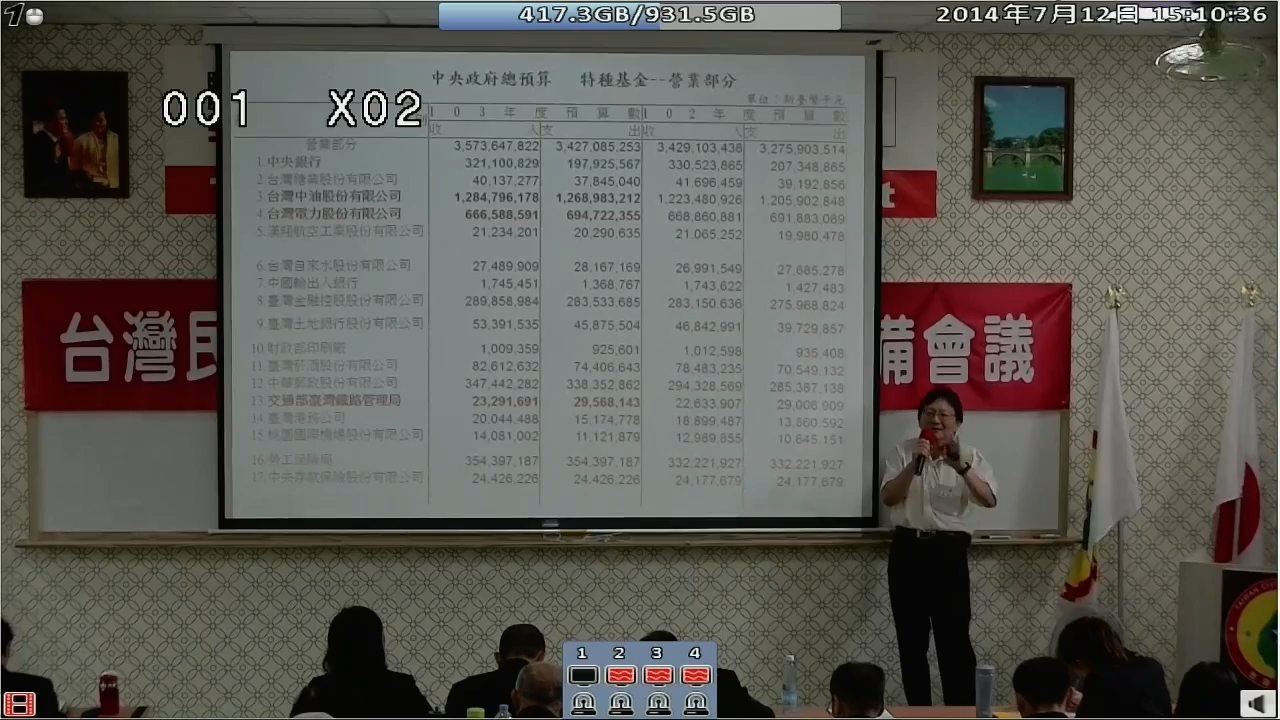 1
417.3GB/931.5GB
2014年7月12日 15:10:36
001 X02
中央政府總預算 特種基金--營業部分
單位:新臺幣千元
103年度預算數 102年度預算數
收入 支出 收入 支出
營業部分 3,573,647,822 3,427,085,253 3,429,103,438 3,275,903,514
1.中央銀行 321,100,829 197,925,567 330,523,865 207,348,865
2.台灣糖業股份有限公司 40,137,277 37,845,040 41,696,459 39,192,856
3.台灣中油股份有限公司 1,284,796,178 1,268,983,212 1,223,480,926 1,205,902,848
4.台灣電力股份有限公司 666,588,591 694,722,355 668,860,881 691,883,089
5.漢翔航空工業股份有限公司 21,234,201 20,290,635 21,065,252 19,980,478
6.台灣自來水股份有限公司 27,489,909 28,167,169 26,991,549 27,685,278
7.中國輸出入銀行 1,745,451 1,368,767 1,743,622 1,427,483
8.臺灣金融控股股份有限公司 289,858,984 283,533,685 283,150,636 275,968,824
9.臺灣土地銀行股份有限公司 53,391,535 45,875,504 46,842,991 39,729,857
10.財政部印刷廠 1,009,359 925,601 1,012,598 935,408
11.臺灣菸酒股份有限公司 82,612,632 74,406,643 78,483,235 70,549,132
12.中華郵政股份有限公司 347,442,282 338,352,862 294,328,569 285,387,138
13.交通部臺灣鐵路管理局 23,291,691 29,568,143 22,633,907 29,006,909
14.臺灣港務公司 20,044,488 15,174,778 18,899,487 13,860,592
15.桃園國際機場股份有限公司 14,081,002 11,121,879 12,989,855 10,645,151
16.勞工保險局 354,397,187 354,397,187 332,221,927 332,221,927
17.中央存款保險股份有限公司 24,426,226 24,426,226 24,177,679 24,177,679
t
台灣民
備會議
1 2 3 4